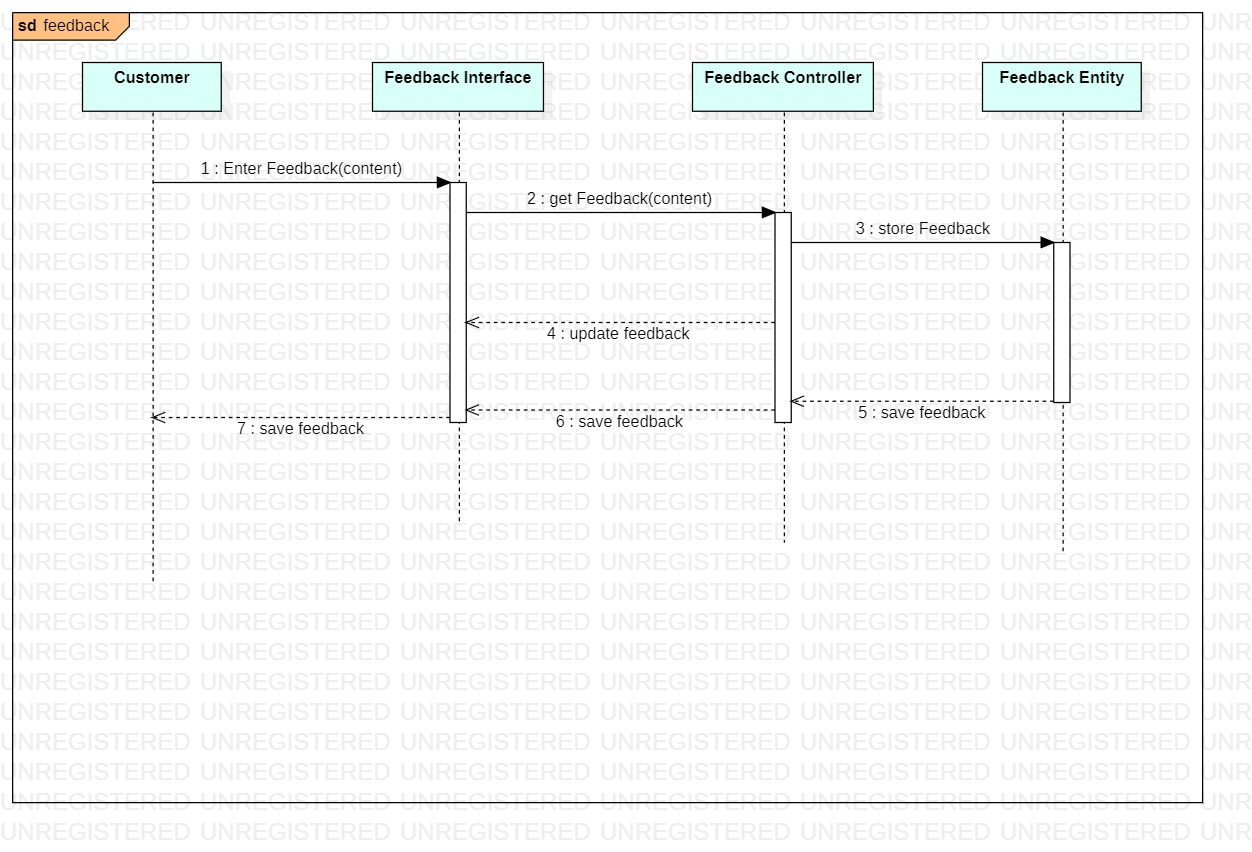 sd feedback
Customer
Feedback Interface
Feedback Controller
Feedback Entity
1 : Enter Feedback(content)
2 : get Feedback(content)
3 : store Feedback
4 : update feedback
5 : save feedback
6 : save feedback
7 : save feedback
UNREGISTERED UNREGISTERED UNREGISTERED UNREGISTERED UNREGISTERED UNREGISTERED UNR